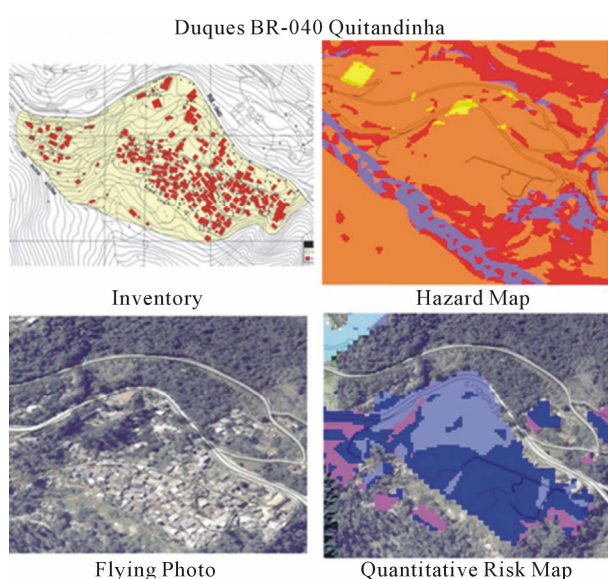 Duques BR-040 Quitandinha
Inventory
Hazard Map
Flying Photo
Quantitative Risk Map